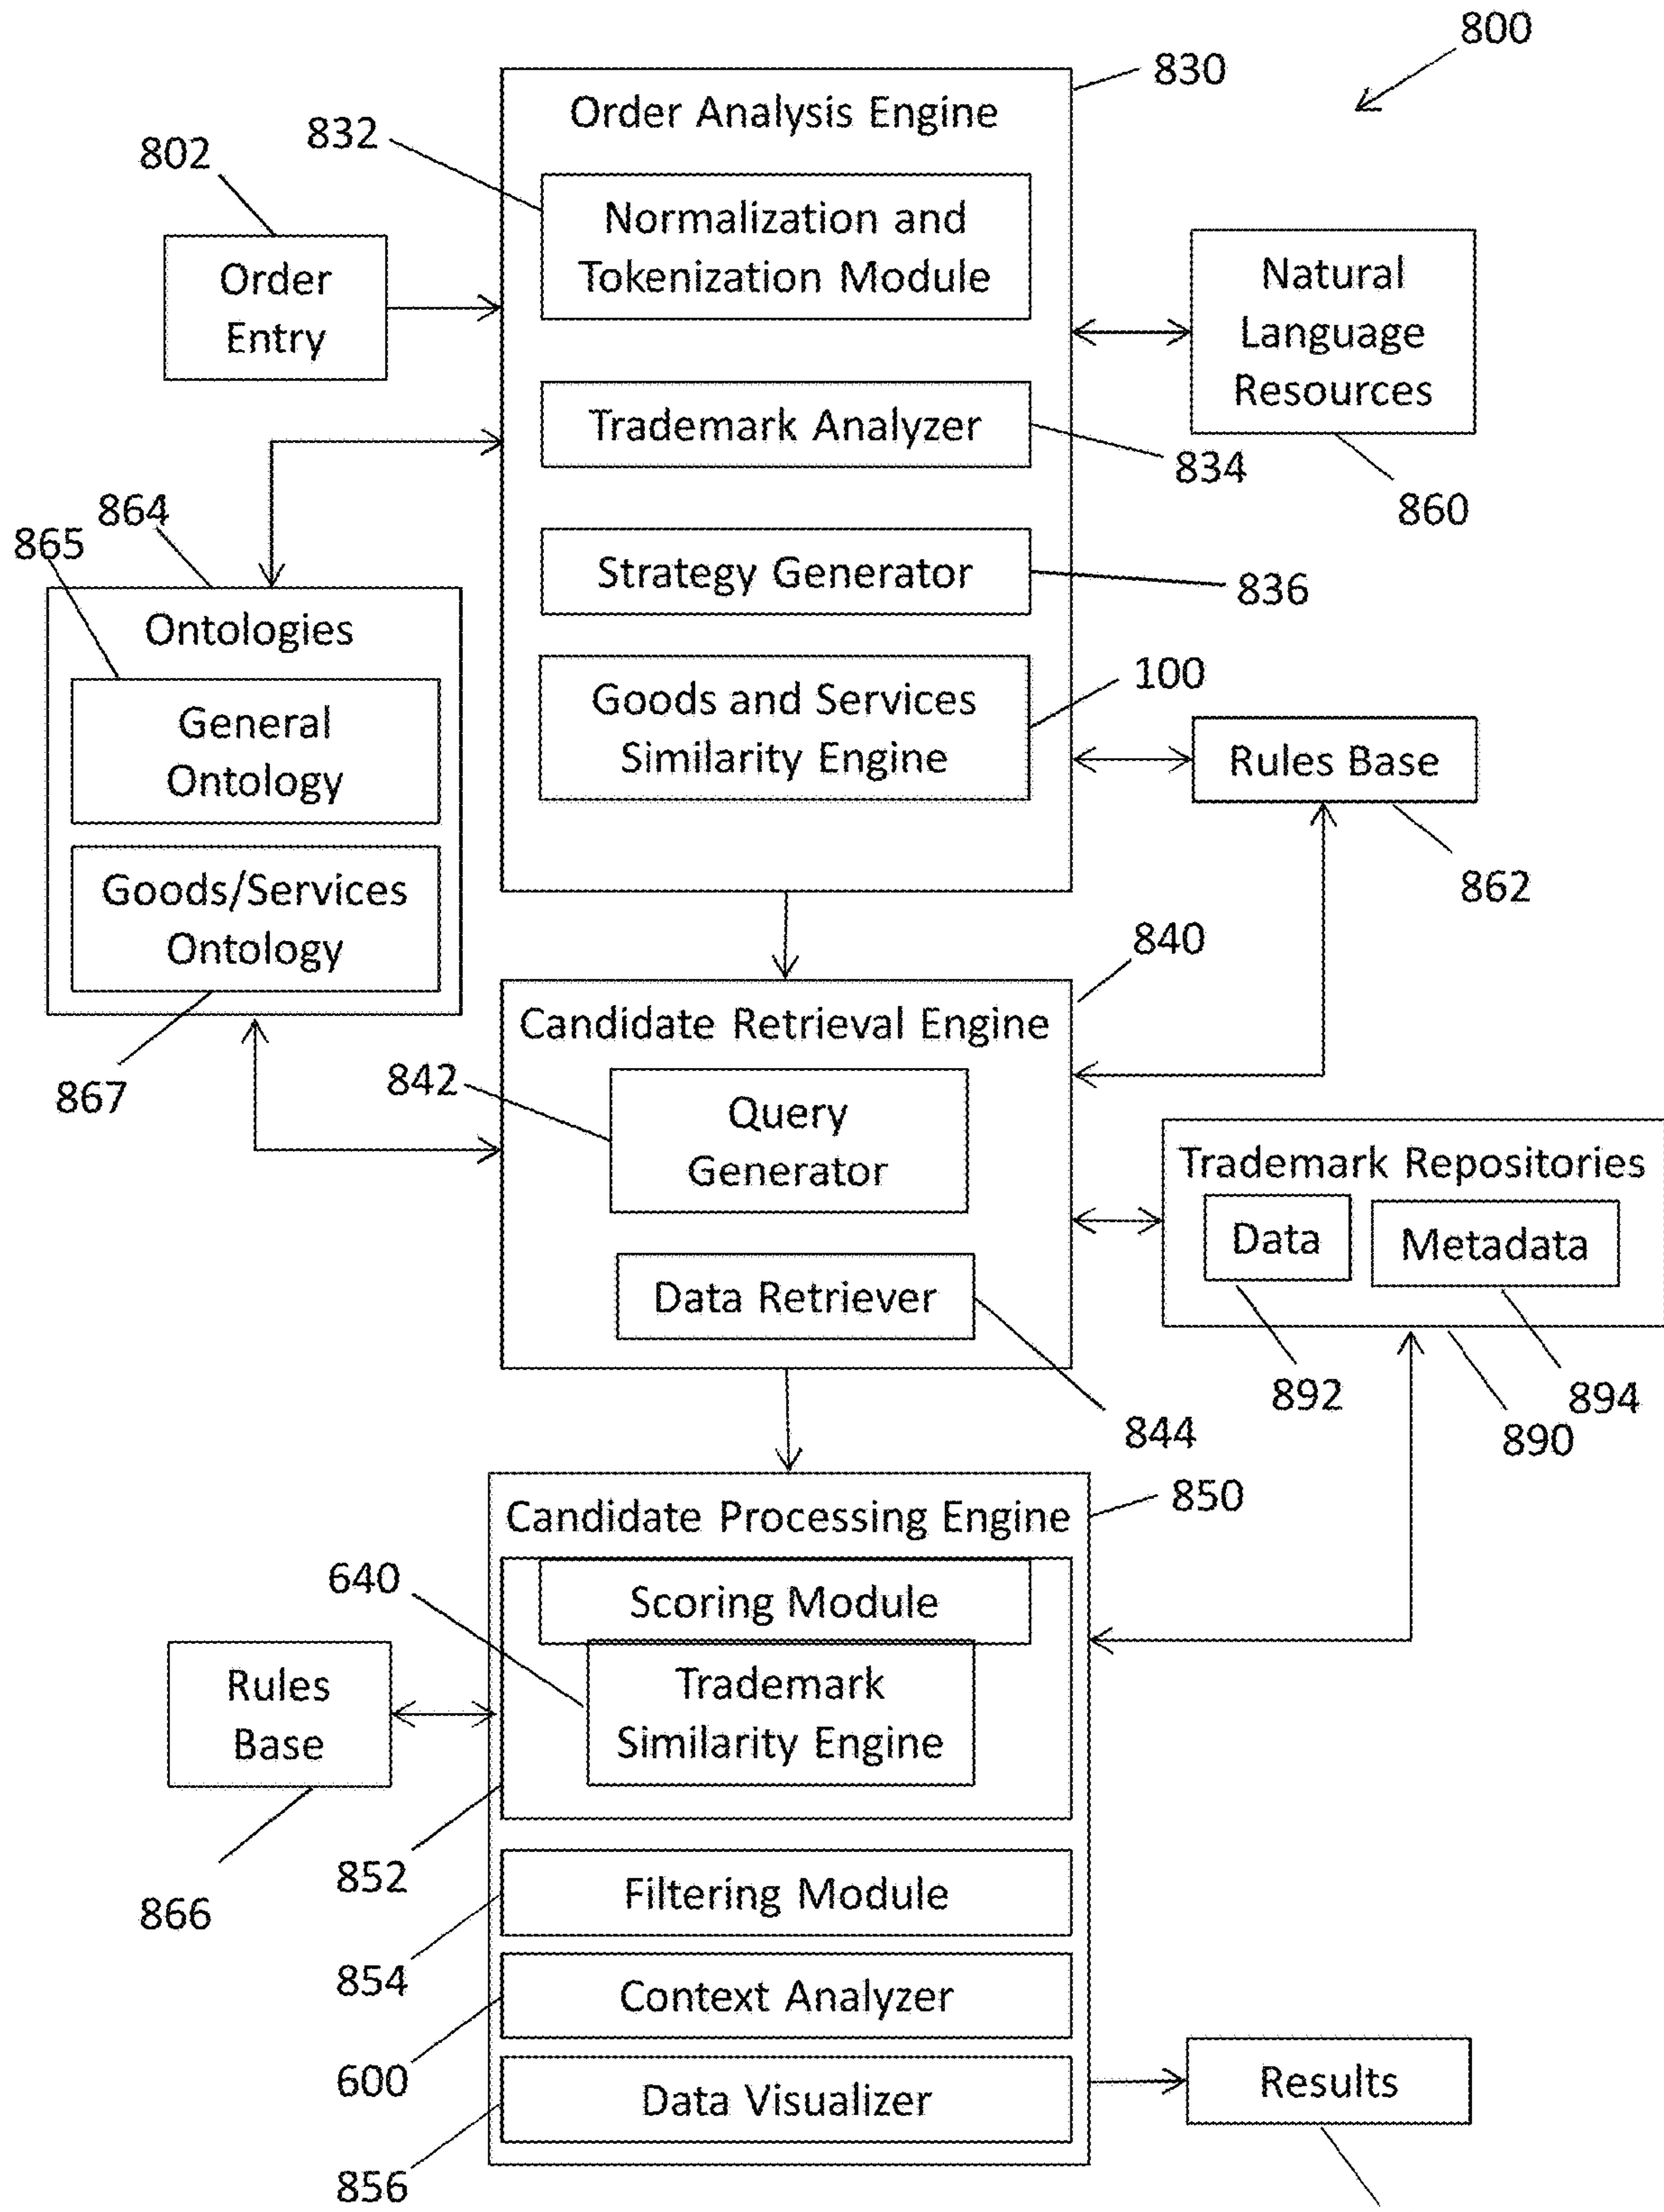 800
830
Order Analysis Engine
832
802
Normalization and
Tokenization Module
Order
Entry
Natural
Language
Resources
860
Trademark Analyzer
834
864
865
Strategy Generator
836
Ontologies
General
Ontology
Goods/Services
Ontology
867
Goods and Services
Similarity Engine
100
Rules Base
862
840
Candidate Retrieval Engine
842
Query
Generator
Data Retriever
844
Trademark Repositories
Data
Metadata
892
894
890
Candidate Processing Engine
850
640
Scoring Module
Trademark
Similarity Engine
Rules
Base
866
852
Filtering Module
854
Context Analyzer
600
Data Visualizer
856
Results